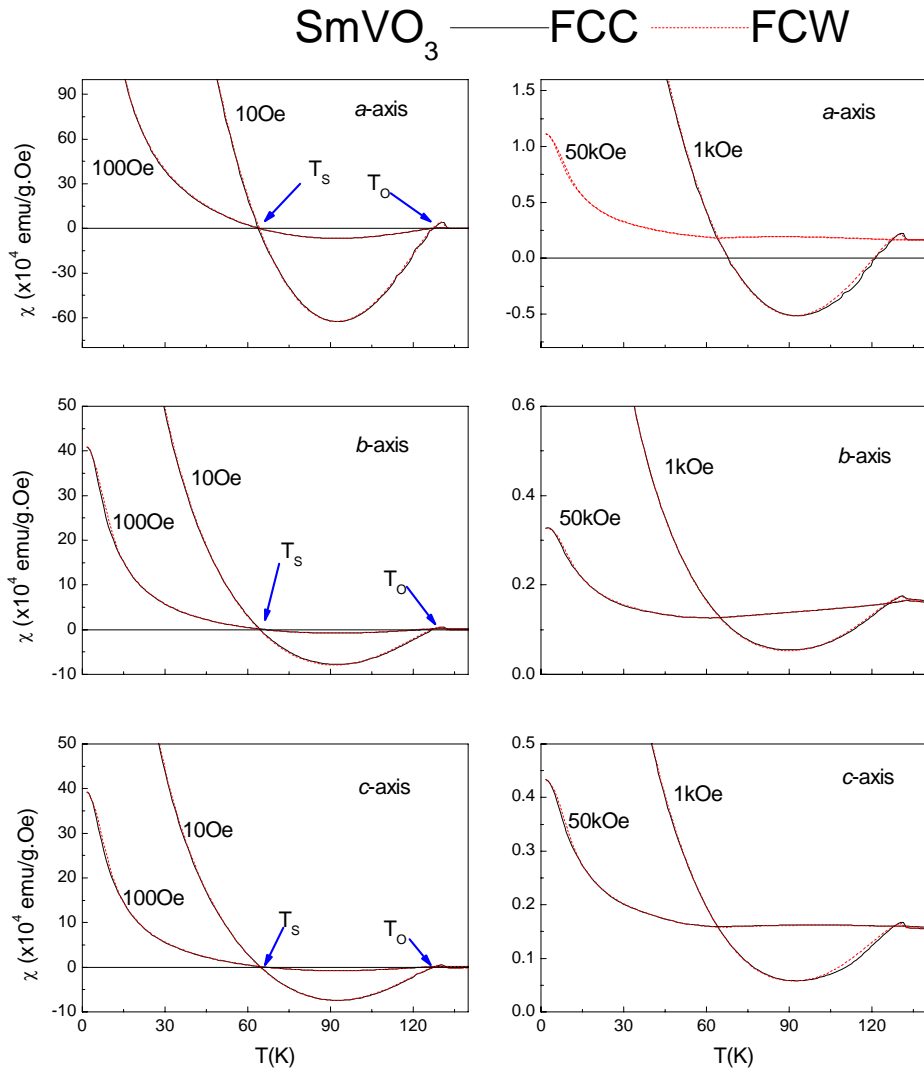 SmVO3 FCC FCW
90
60
30
0
-30
-60
χ (x10^4 emu/g.Oe)
100Oe
10Oe
a-axis
TS
TO
1.5
1.0
0.5
0.0
-0.5
50kOe
1kOe
a-axis
50
40
30
20
10
0
-10
χ (x10^4 emu/g.Oe)
100Oe
10Oe
b-axis
TS
TO
0.6
0.4
0.2
0.0
50kOe
1kOe
b-axis
50
40
30
20
10
0
-10
χ (x10^4 emu/g.Oe)
100Oe
10Oe
c-axis
TS
TO
0 30 60 90 120
T(K)
0.5
0.4
0.3
0.2
0.1
0.0
50kOe
1kOe
c-axis
0 30 60 90 120
T(K)